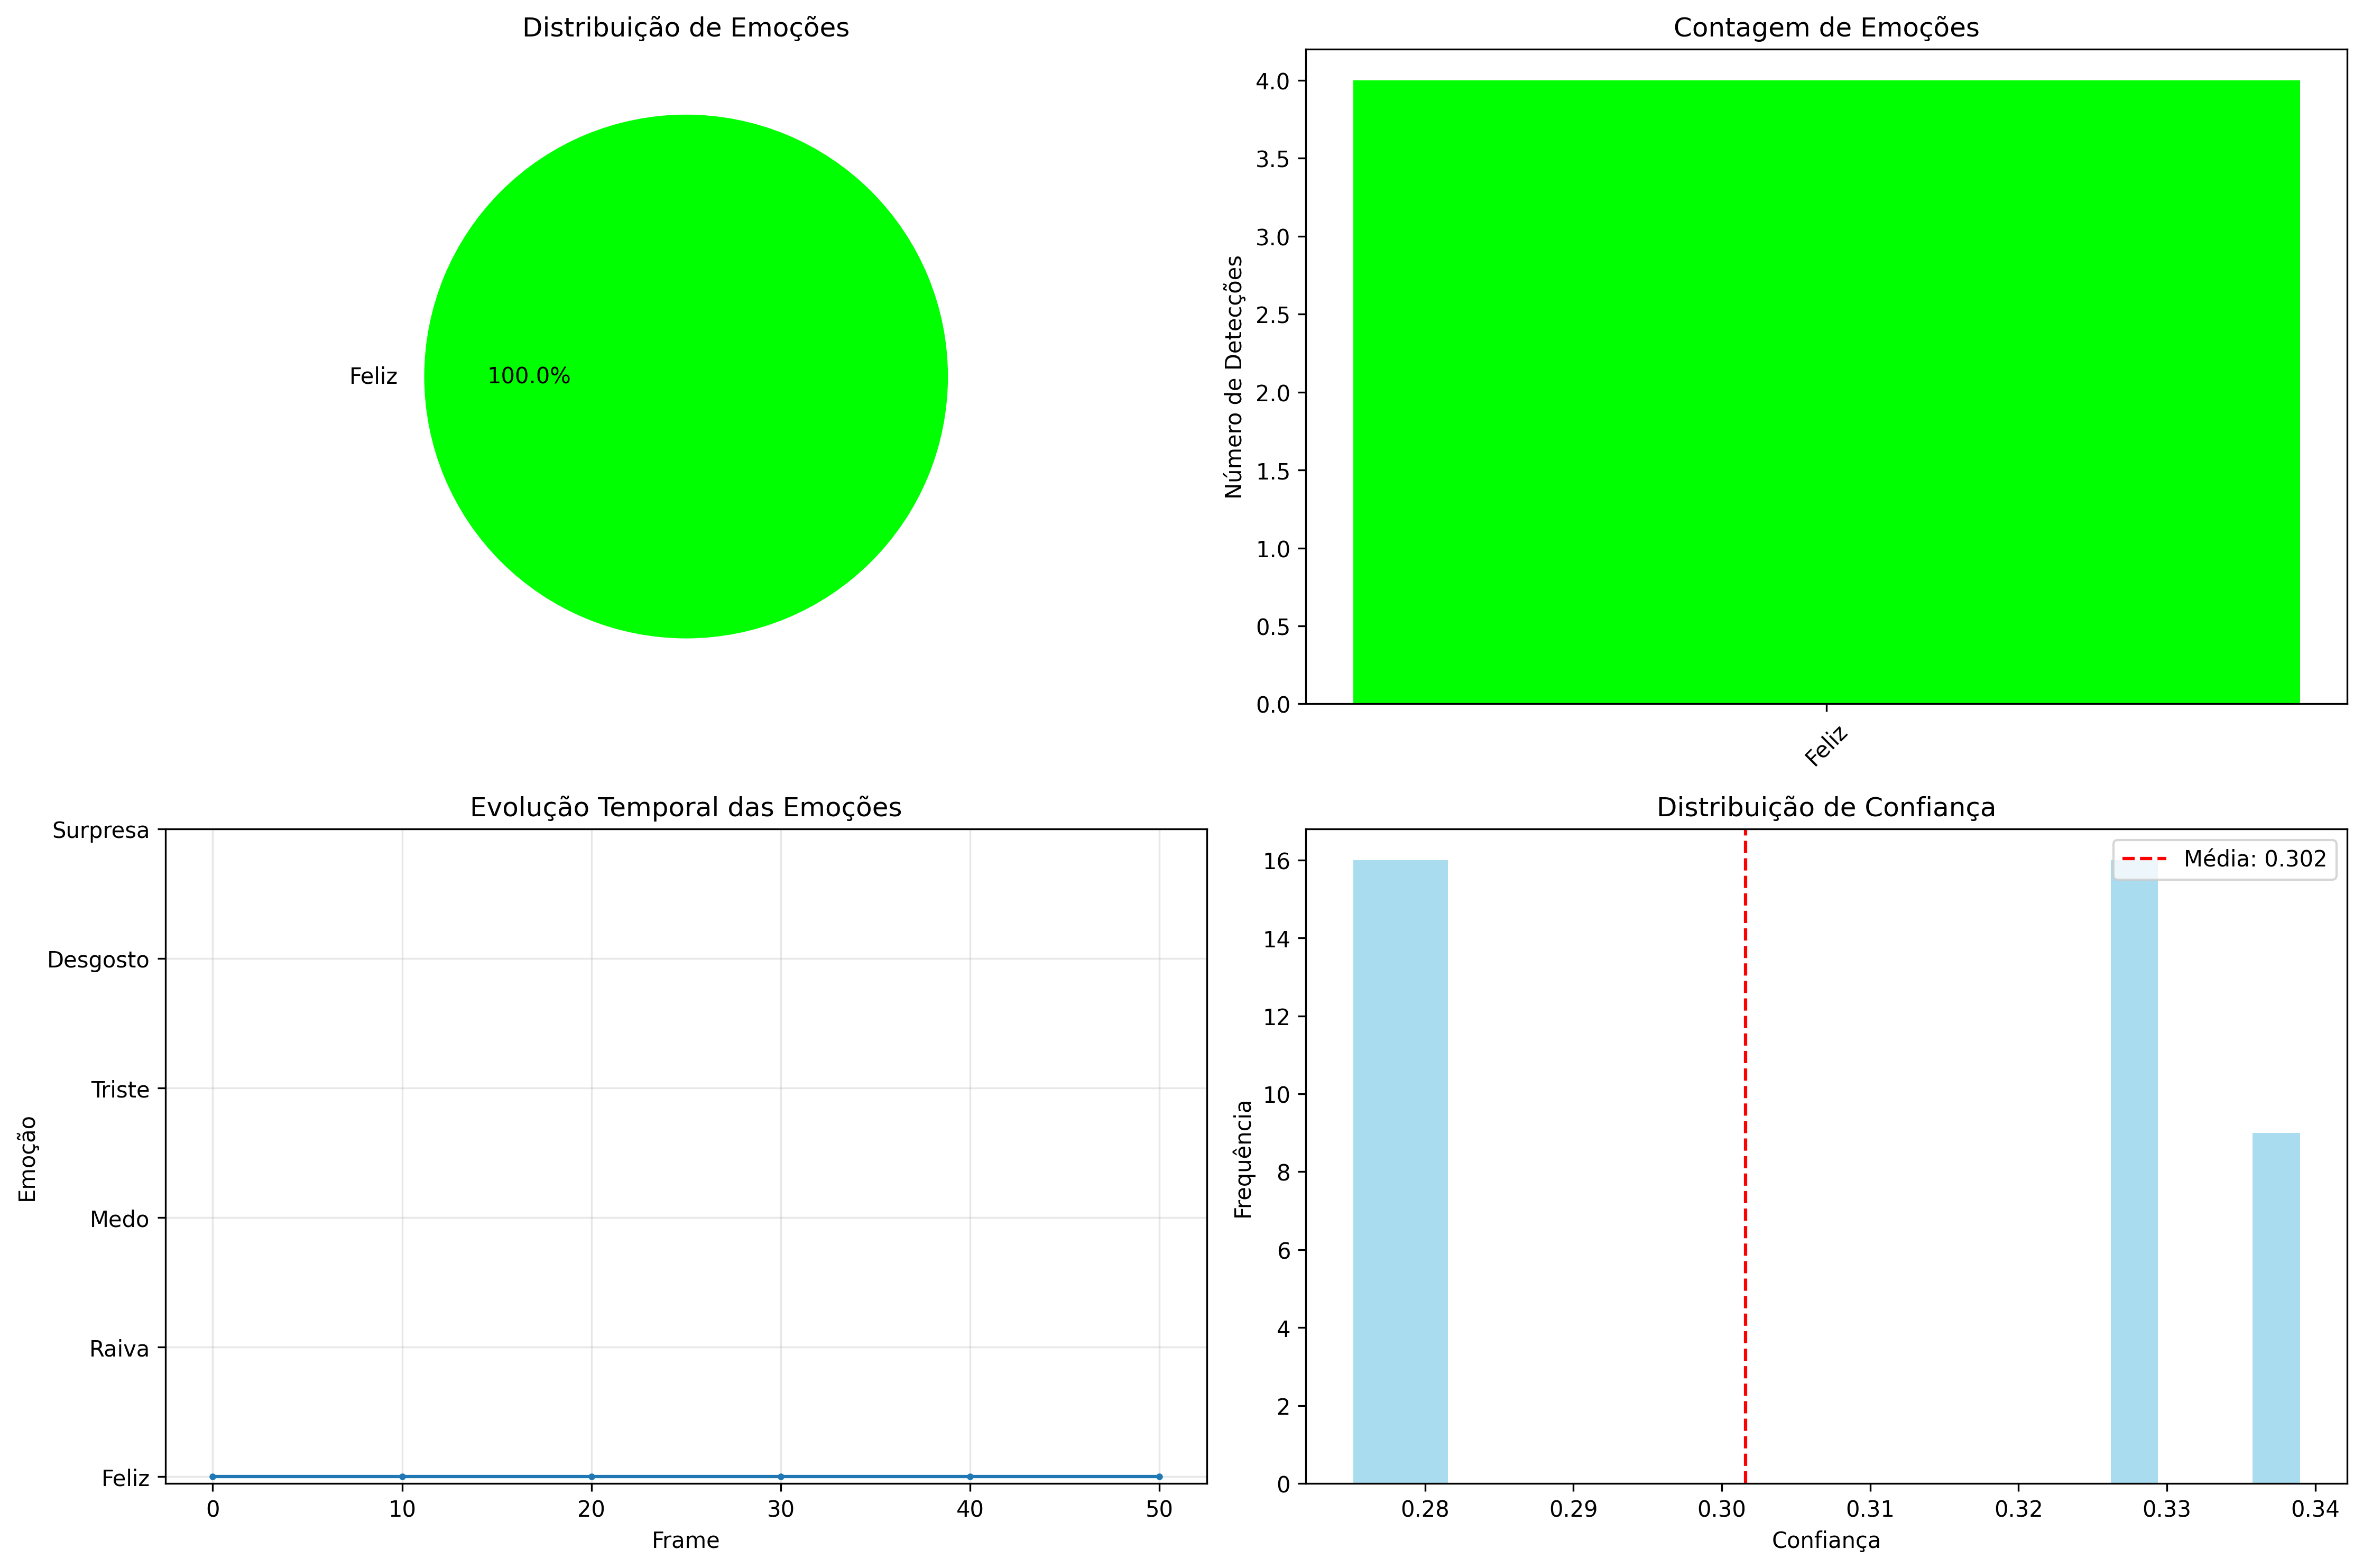 Distribuição de Emoções
Feliz
100.0%
Contagem de Emoções
Número de Detecções
4.0
3.5
3.0
2.5
2.0
1.5
1.0
0.5
0.0
Feliz
Evolução Temporal das Emoções
Emoção
Surpresa
Desgosto
Triste
Medo
Raiva
Feliz
0 10 20 30 40 50
Frame
Distribuição de Confiança
Média: 0.302
Frequência
16
14
12
10
8
6
4
2
0
0.28 0.29 0.30 0.31 0.32 0.33 0.34
Confiança